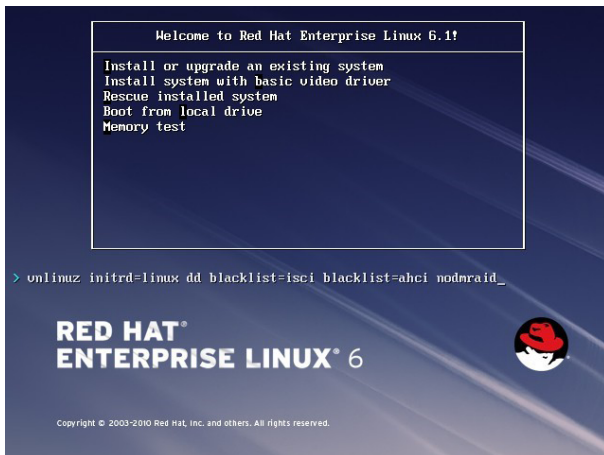 Welcome to Red Hat Enterprise Linux 6.1!
Install or upgrade an existing system
Install system with basic video driver
Rescue installed system
Boot from local drive
Memory test
> vmlinuz initrd=linux dd blacklist=isci blacklist=ahci nodmraid_
RED HAT®
ENTERPRISE LINUX® 6
Copyright © 2003-2010 Red Hat, Inc. and others. All rights reserved.